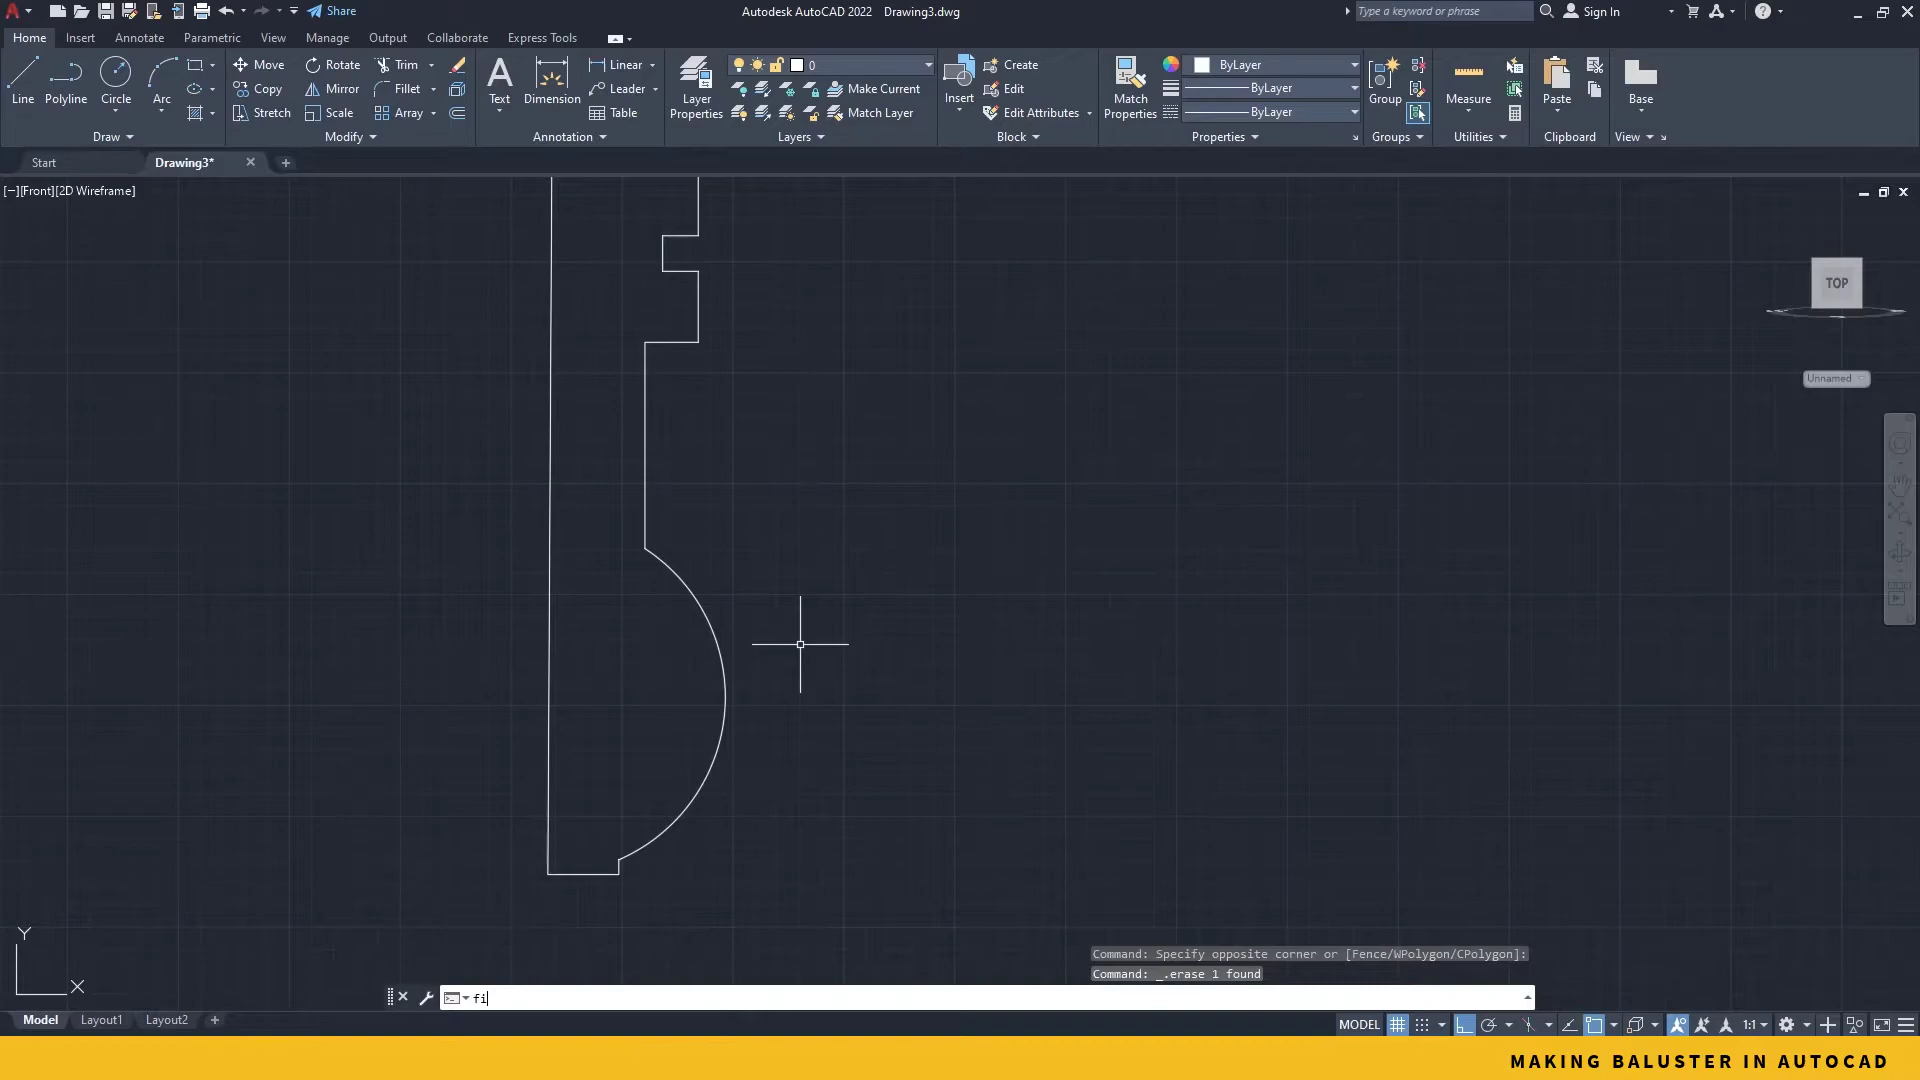 Share
Autodesk AutoCAD 2022 Drawing3.dwg
Type a keyword or phrase
Sign In
Home Insert Annotate Parametric View Manage Output Collaborate Express Tools
Line Polyline Circle Arc
Move Rotate Trim
Copy Mirror Fillet
Stretch Scale Array
Text Dimension
Linear
Leader
Table
Layer Properties
0
Make Current
Match Layer
Insert
Create
Edit
Edit Attributes
Match Properties
ByLayer
ByLayer
ByLayer
Group
Measure
Paste
Base
Draw Modify Annotation Layers Block Properties Groups Utilities Clipboard View
Start Drawing3*
[−][Front][2D Wireframe]
TOP
Unnamed
Y
X
Command: Specify opposite corner or [Fence/WPolygon/CPolygon]:
Command: _.erase 1 found
fi
Model Layout1 Layout2
MODEL 1:1
MAKING BALUSTER IN AUTOCAD